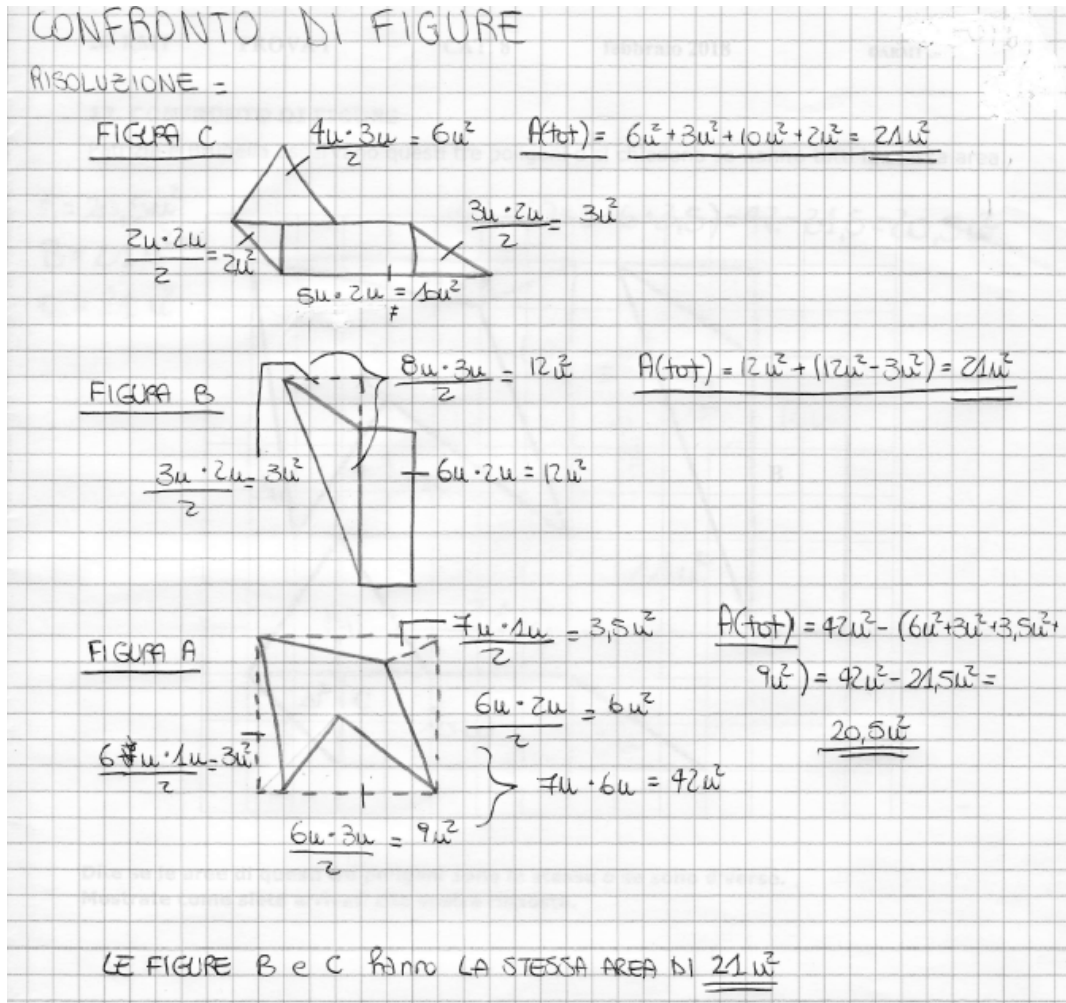 CONFRONTO DI FIGURE
RISOLUZIONE =
FIGURA C
4u·3u/2 = 6u²
A(tot) = 6u²+3u²+10u²+2u² = 21u²
2u·2u/2 = 2u²
3u·2u/2 = 3u²
5u·2u = 10u²
FIGURA B
8u·3u/2 = 12u²
A(tot) = 12u² + (12u²-3u²) = 21u²
3u·2u/2 = 3u²
6u·2u = 12u²
FIGURA A
7u·1u/2 = 3,5u²
A(tot) = 42u² - (6u²+3u²+3,5u²+
9u²) = 42u² - 21,5u² =
20,5u²
6u·2u/2 = 6u²
6u·1u/2 = 3u²
7u·6u = 42u²
6u·3u/2 = 9u²
LE FIGURE B e C hanno LA STESSA AREA DI 21u²